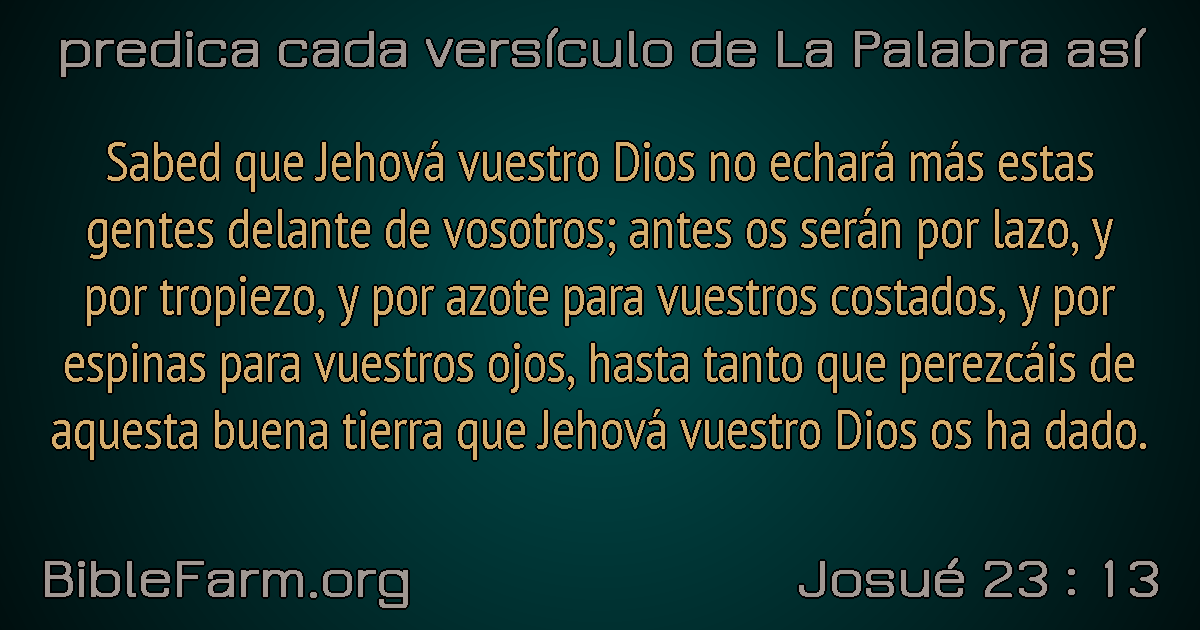 predica cada versículo de La Palabra así
Sabed que Jehová vuestro Dios no echará más estas
gentes delante de vosotros; antes os serán por lazo, y
por tropiezo, y por azote para vuestros costados, y por
espinas para vuestros ojos, hasta tanto que perezcáis de
aquesta buena tierra que Jehová vuestro Dios os ha dado.
BibleFarm.org
Josué 23 : 13